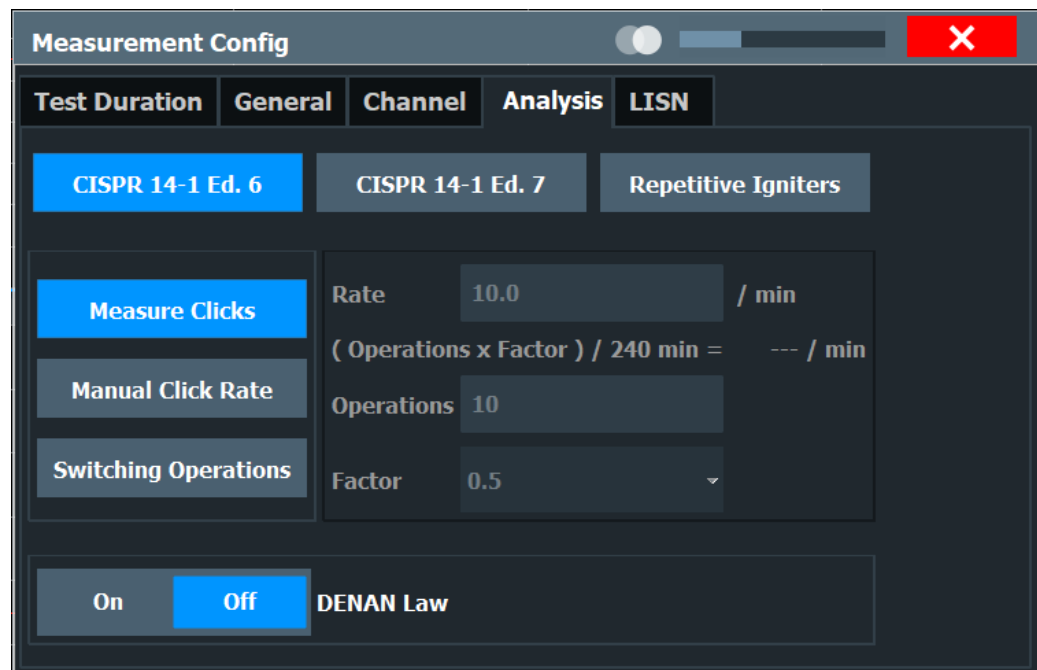 Measurement Config
Test Duration General Channel Analysis LISN
CISPR 14-1 Ed. 6 CISPR 14-1 Ed. 7 Repetitive Igniters
Measure Clicks
Manual Click Rate
Switching Operations
Rate 10.0 / min
( Operations x Factor ) / 240 min = --- / min
Operations 10
Factor 0.5
On Off DENAN Law